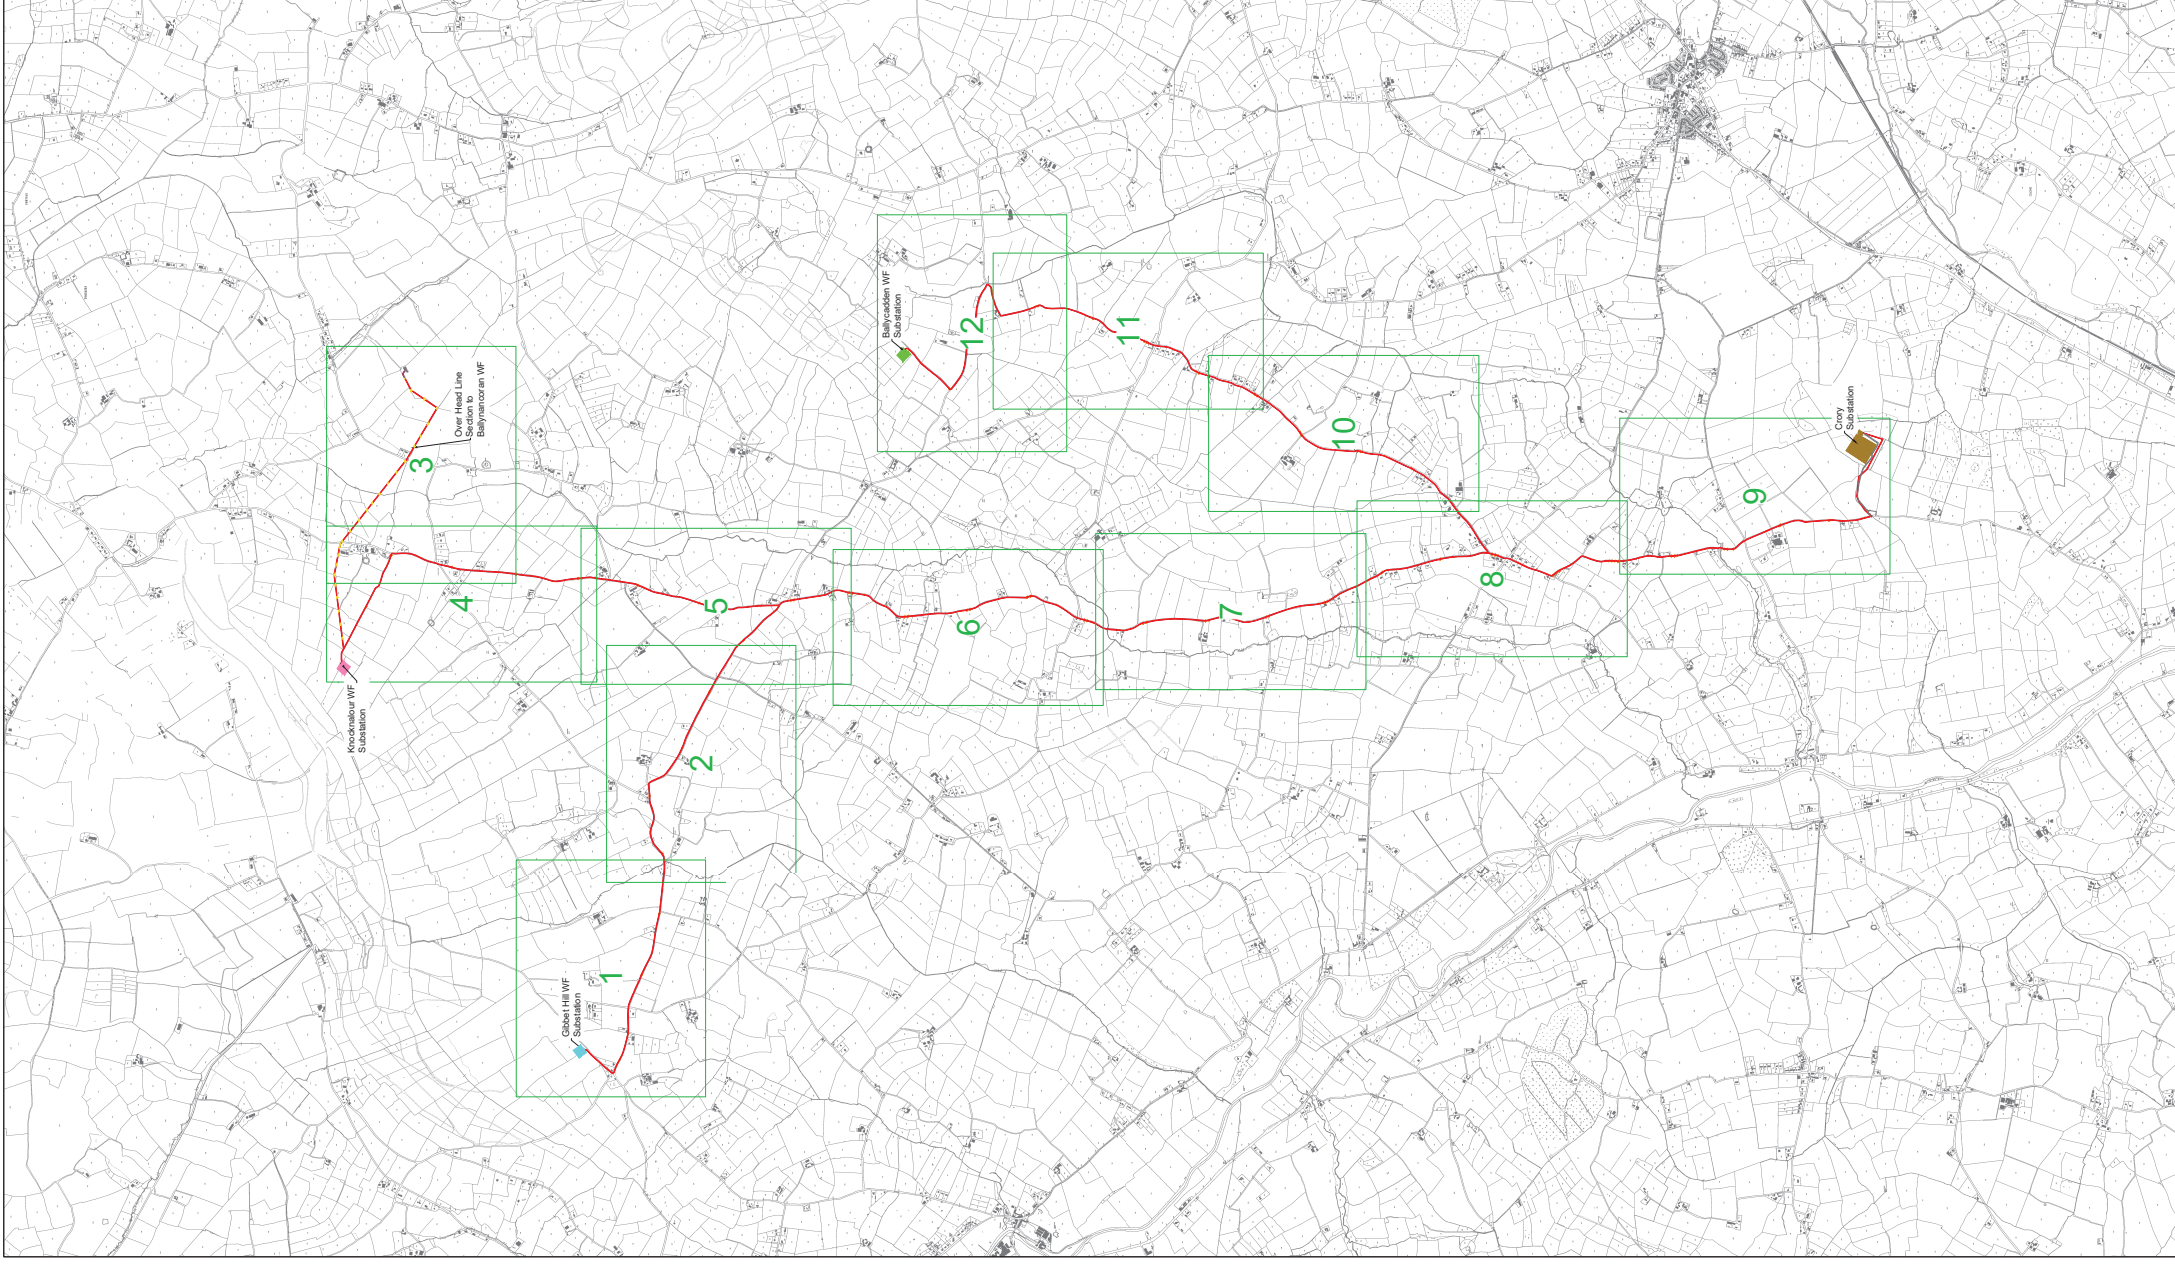 Knocknalour WF
Substation
Over Head Line
Section to
Ballynancoran WF
Gibbet Hill WF
Substation
Ballycadden WF
Substation
Crory
Substation
1
2
3
4
5
6
7
8
9
10
11
12